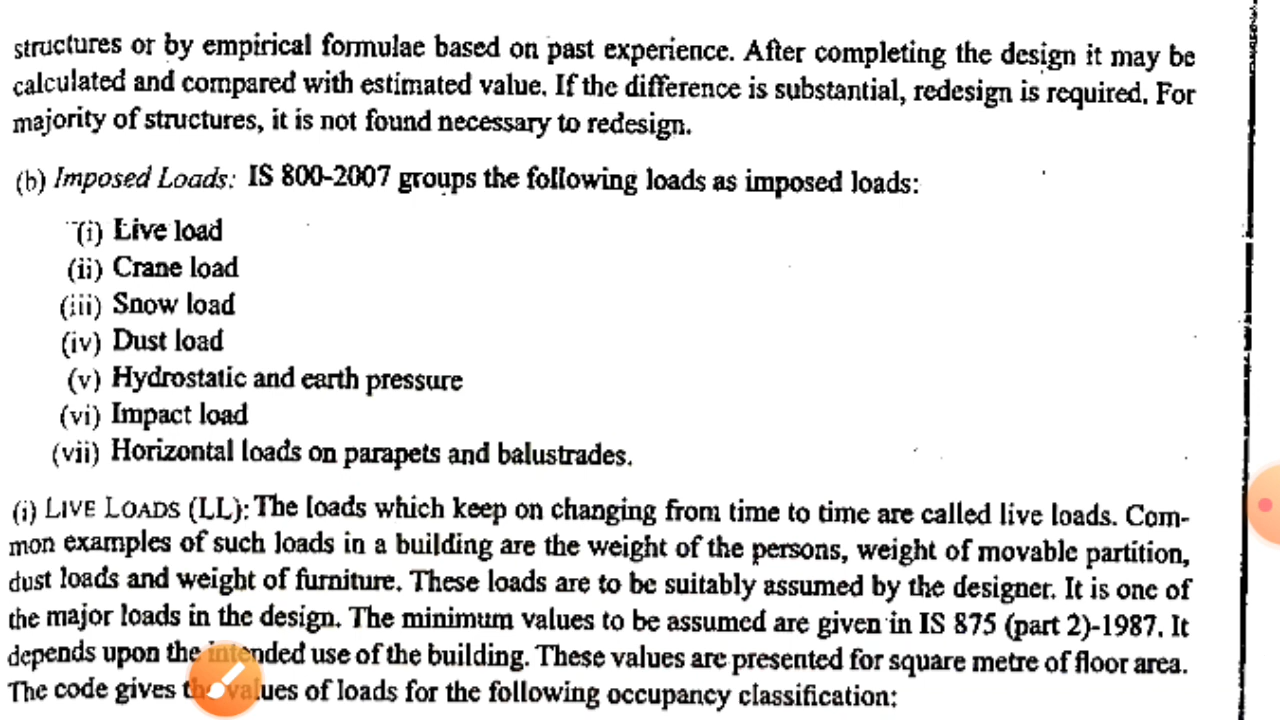 structures or by empirical formulae based on past experience. After completing the design it may be
calculated and compared with estimated value. If the difference is substantial, redesign is required. For
majority of structures, it is not found necessary to redesign.
(b) Imposed Loads: IS 800-2007 groups the following loads as imposed loads:
(i) Live load
(ii) Crane load
(iii) Snow load
(iv) Dust load
(v) Hydrostatic and earth pressure
(vi) Impact load
(vii) Horizontal loads on parapets and balustrades.
(i) LIVE LOADS (LL): The loads which keep on changing from time to time are called live loads. Com-
mon examples of such loads in a building are the weight of the persons, weight of movable partition,
dust loads and weight of furniture. These loads are to be suitably assumed by the designer. It is one of
the major loads in the design. The minimum values to be assumed are given in IS 875 (part 2)-1987. It
depends upon the intended use of the building. These values are presented for square metre of floor area.
The code gives the values of loads for the following occupancy classification: